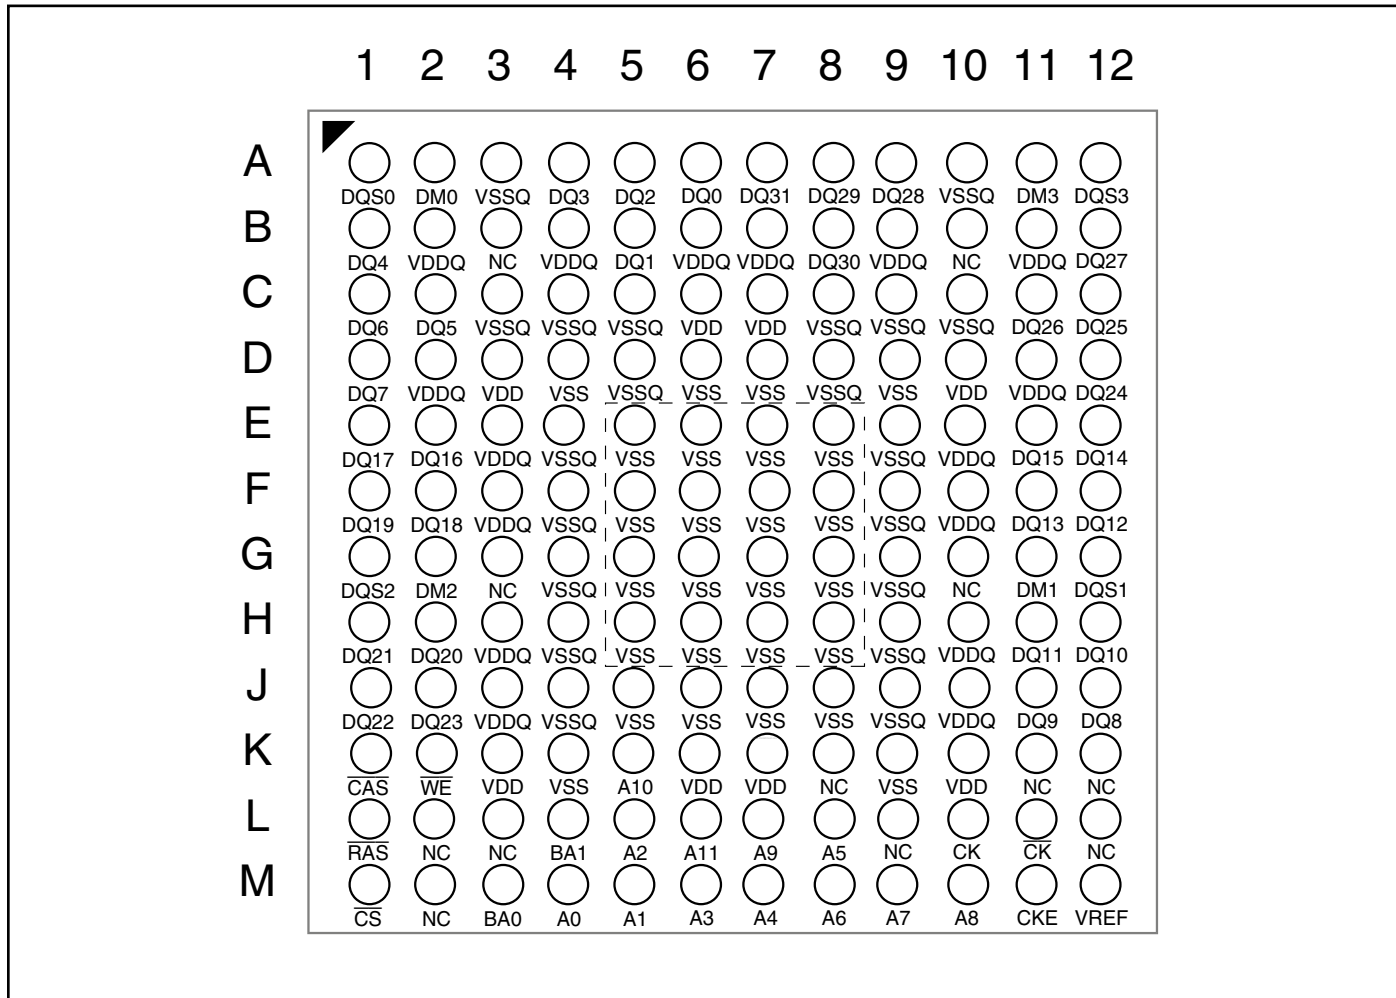 1 2 3 4 5 6 7 8 9 10 11 12
A
DQS0 DM0 VSSQ DQ3 DQ2 DQ0 DQ31 DQ29 DQ28 VSSQ DM3 DQS3
B
DQ4 VDDQ NC VDDQ DQ1 VDDQ VDDQ DQ30 VDDQ NC VDDQ DQ27
C
DQ6 DQ5 VSSQ VSSQ VSSQ VDD VDD VSSQ VSSQ VSSQ DQ26 DQ25
D
DQ7 VDDQ VDD VSS VSSQ VSS VSS VSSQ VSS VDD VDDQ DQ24
E
DQ17 DQ16 VDDQ VSSQ VSS VSS VSS VSS VSSQ VDDQ DQ15 DQ14
F
DQ19 DQ18 VDDQ VSSQ VSS VSS VSS VSS VSSQ VDDQ DQ13 DQ12
G
DQS2 DM2 NC VSSQ VSS VSS VSS VSS VSSQ NC DM1 DQS1
H
DQ21 DQ20 VDDQ VSSQ VSS VSS VSS VSS VSSQ VDDQ DQ11 DQ10
J
DQ22 DQ23 VDDQ VSSQ VSS VSS VSS VSS VSSQ VDDQ DQ9 DQ8
K
C̅A̅S̅ W̅E̅ VDD VSS A10 VDD VDD NC VSS VDD NC NC
L
R̅A̅S̅ NC NC BA1 A2 A11 A9 A5 NC CK C̅K̅ NC
M
C̅S̅ NC BA0 A0 A1 A3 A4 A6 A7 A8 CKE VREF